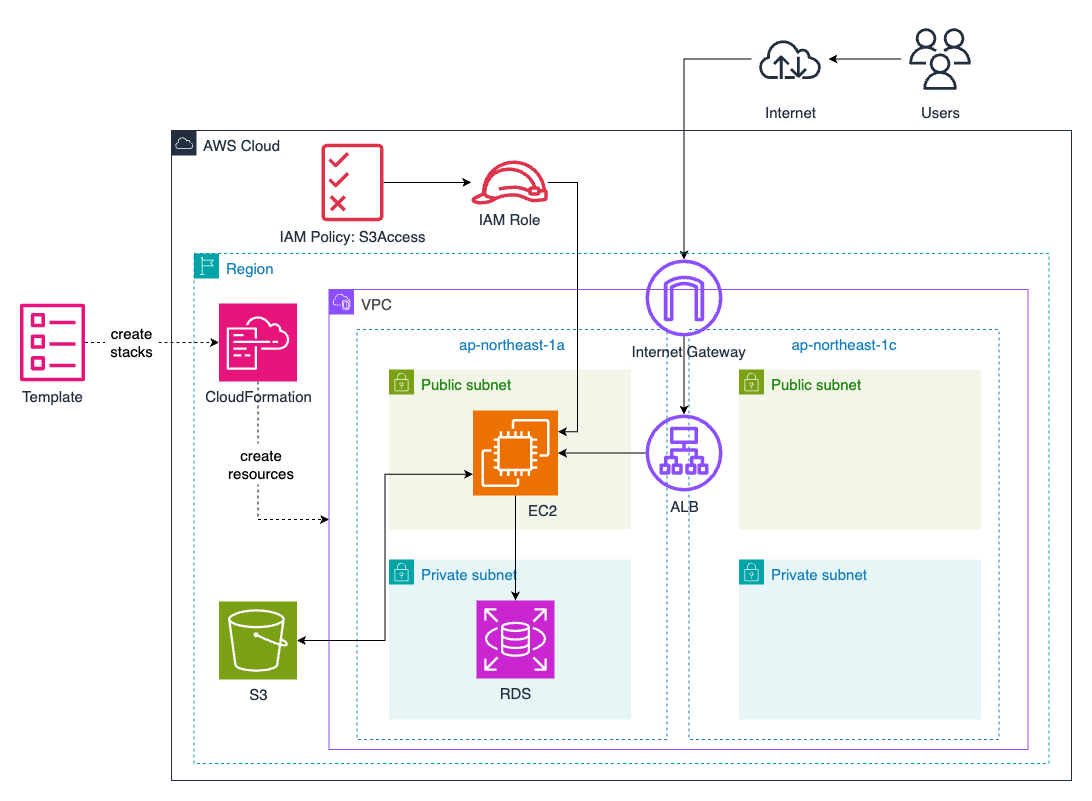 Internet
Users
AWS Cloud
IAM Policy: S3Access
IAM Role
Region
VPC
Template
create
stacks
CloudFormation
create
resources
S3
ap-northeast-1a
Internet Gateway
ap-northeast-1c
Public subnet
EC2
ALB
Public subnet
Private subnet
RDS
Private subnet